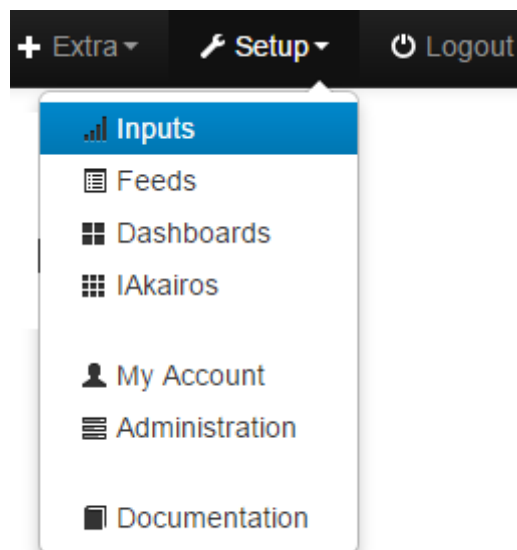 Extra Setup Logout
Inputs
Feeds
Dashboards
IAkairos
My Account
Administration
Documentation